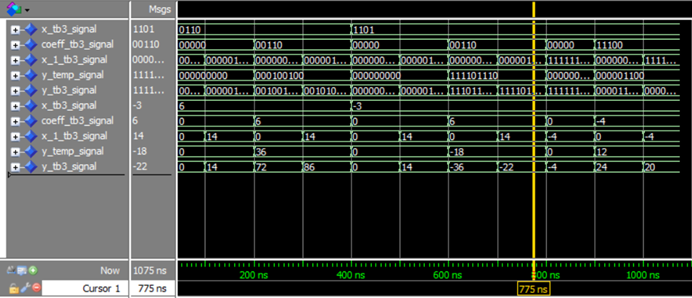 Msgs
x_tb3_signal 1101 0110 1101
coeff_tb3_signal 00110 00000 00110 00000 00110 00000 11100
x_1_tb3_signal 0000... 00... 000001... 000000... 000001... 000000... 000001... 000000... 000001... 111111... 000000... 1111...
y_temp_signal 1111... 000000000 000100100 000000000 111101110 000000... 000001100
y_tb3_signal 1111... 00... 000001... 001001... 001010... 000000... 000001... 111011... 111101... 111111... 000011... 0000...
x_tb3_signal -3 6 -3
coeff_tb3_signal 6 0 6 0 6 0 -4
x_1_tb3_signal 14 0 14 0 14 0 14 0 14 -4 0 -4
y_temp_signal -18 0 36 0 -18 0 12
y_tb3_signal -22 0 14 72 86 0 14 -36 -22 -4 24 20
Now 1075 ns 200 ns 400 ns 600 ns 800 ns 1000 ns
Cursor 1 775 ns 775 ns